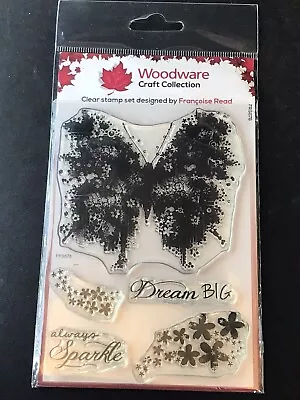 Woodware
Craft Collection
Clear stamp set designed by Françoise Read
Dream BIG
always
Sparkle